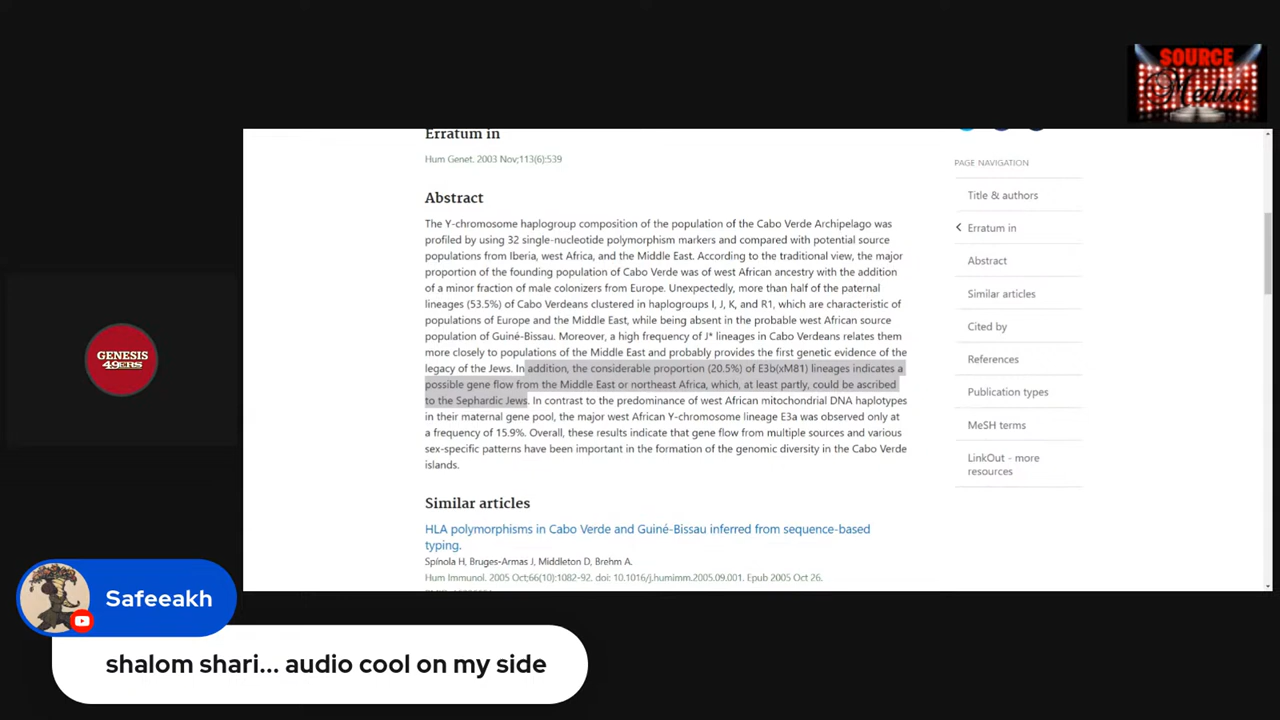 SOURCE
Media
Erratum in
Hum Genet. 2003 Nov;113(6):539
Abstract
The Y-chromosome haplogroup composition of the population of the Cabo Verde Archipelago was
profiled by using 32 single-nucleotide polymorphism markers and compared with potential source
populations from Iberia, west Africa, and the Middle East. According to the traditional view, the major
proportion of the founding population of Cabo Verde was of west African ancestry with the addition
of a minor fraction of male colonizers from Europe. Unexpectedly, more than half of the paternal
lineages (53.5%) of Cabo Verdeans clustered in haplogroups I, J, K, and R1, which are characteristic of
populations of Europe and the Middle East, while being absent in the probable west African source
population of Guiné-Bissau. Moreover, a high frequency of J* lineages in Cabo Verdeans relates them
more closely to populations of the Middle East and probably provides the first genetic evidence of the
legacy of the Jews. In addition, the considerable proportion (20.5%) of E3b(xM81) lineages indicates a
possible gene flow from the Middle East or northeast Africa, which, at least partly, could be ascribed
to the Sephardic Jews. In contrast to the predominance of west African mitochondrial DNA haplotypes
in their maternal gene pool, the major west African Y-chromosome lineage E3a was observed only at
a frequency of 15.9%. Overall, these results indicate that gene flow from multiple sources and various
sex-specific patterns have been important in the formation of the genomic diversity in the Cabo Verde
islands.
Similar articles
HLA polymorphisms in Cabo Verde and Guiné-Bissau inferred from sequence-based
typing.
Spínola H, Bruges-Armas J, Middleton D, Brehm A.
Hum Immunol. 2005 Oct;66(10):1082-92. doi: 10.1016/j.humimm.2005.09.001. Epub 2005 Oct 26.
PAGE NAVIGATION
Title & authors
Erratum in
Abstract
Similar articles
Cited by
References
Publication types
MeSH terms
LinkOut - more
resources
GENESIS
49ERS
Safeeakh
shalom shari... audio cool on my side